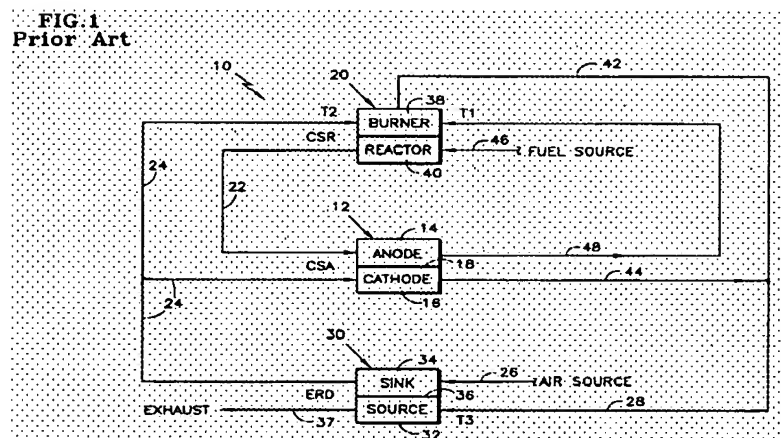 FIG.1
Prior Art
10
20
42
T2
38
T1
BURNER
CSR
REACTOR
46
FUEL SOURCE
24
40
22
12
14
ANODE
48
18
CSA
CATHODE
44
24
16
30
34
SINK
26
AIR SOURCE
ERD
36
EXHAUST
SOURCE
28
37
32
T3